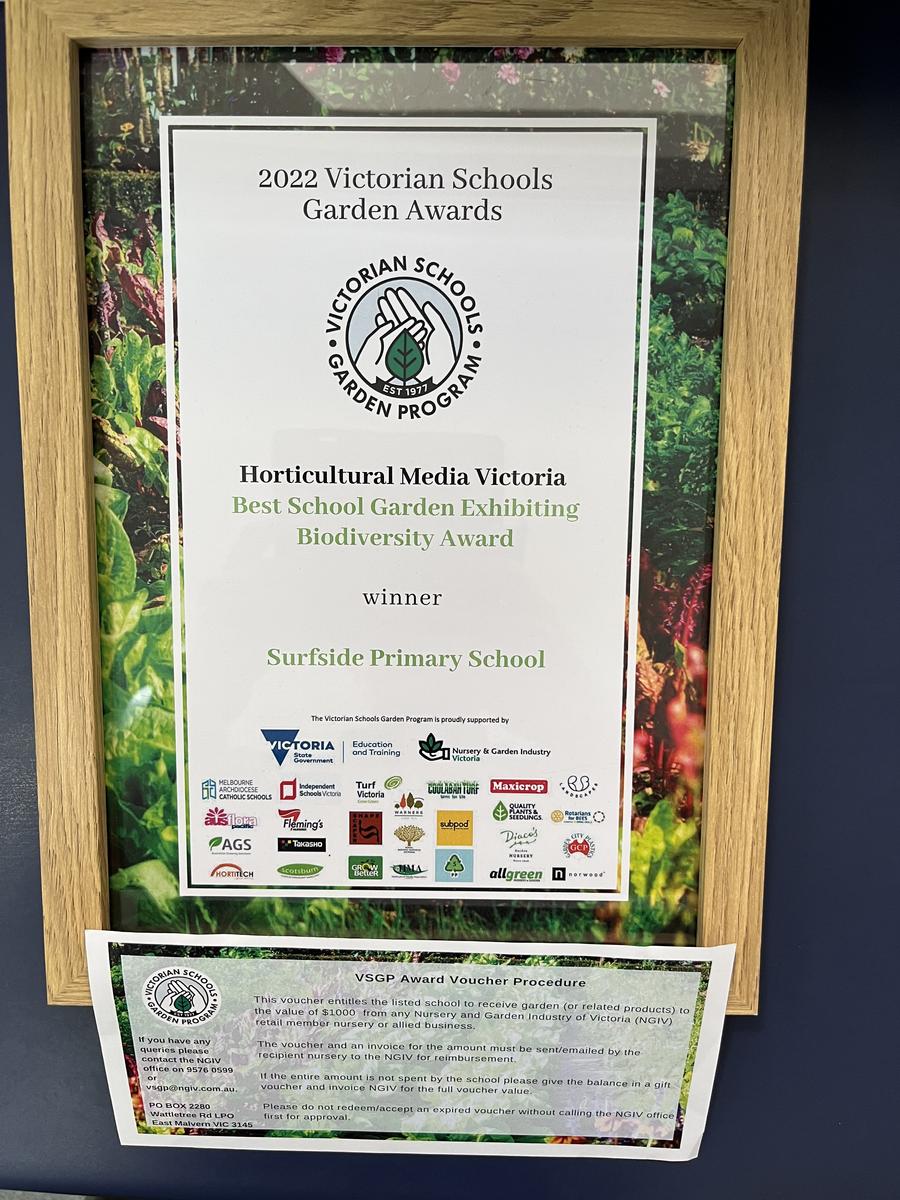 2022 Victorian Schools
Garden Awards
VICTORIAN SCHOOLS
GARDEN PROGRAM
EST 1977
Horticultural Media Victoria
Best School Garden Exhibiting
Biodiversity Award
winner
Surfside Primary School
The Victorian Schools Garden Program is proudly supported by
VICTORIA
State
Government
Education
and Training
Nursery & Garden Industry
Victoria
MELBOURNE
ARCHDIOCESE
CATHOLIC SCHOOLS
Independent
Schools Victoria
Turf
Victoria
COOLABAH TURF
Maxicrop
flora
pacific
Fleming's
WARNERS
subpod
QUALITY
PLANTS &
SEEDLINGS
Rotarians
for BEES
AGS
TAKASHO
Diaco's
NURSERY
GCP
HORTITECH
scotsburn
GROW
BETTER
allgreen
n norwood
VICTORIAN SCHOOLS
GARDEN PROGRAM
EST 1977
If you have any
queries please
contact the NGIV
office on 9576 0599
or
vsgp@ngiv.com.au.
PO BOX 2280
Wattletree Rd LPO
East Malvern VIC 3145
VSGP Award Voucher Procedure
This voucher entitles the listed school to receive garden (or related products) to
the value of $1000 from any Nursery and Garden Industry of Victoria (NGIV)
retail member nursery or allied business.
The voucher and an invoice for the amount must be sent/emailed by the
recipient nursery to the NGIV for reimbursement.
If the entire amount is not spent by the school please give the balance in a gift
voucher and invoice NGIV for the full voucher value.
Please do not redeem/accept an expired voucher without calling the NGIV office
first for approval.